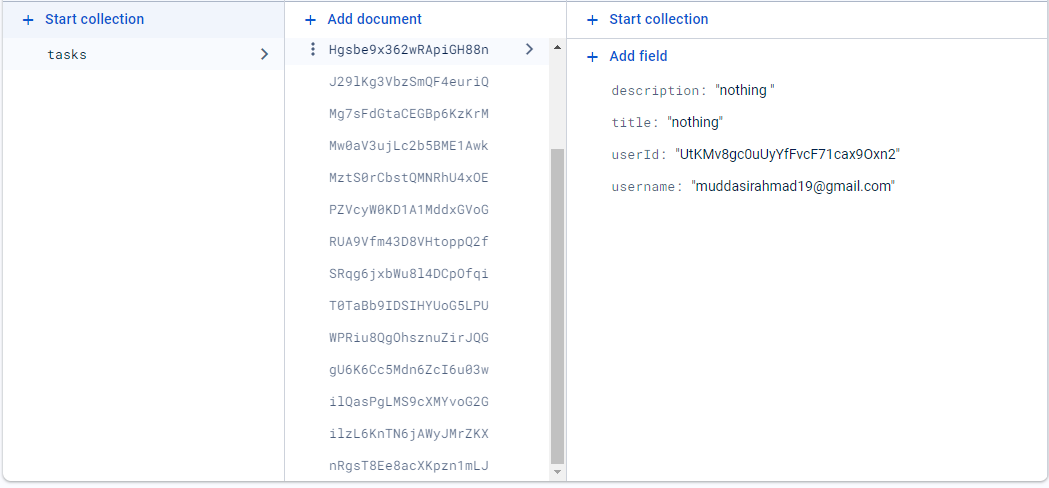 + Start collection
tasks
+ Add document
Hgsbe9x362wRApiGH88n
J29lKg3VbzSmQF4euriQ
Mg7sFdGtaCEGBp6KzKrM
Mw0aV3ujLc2b5BME1Awk
MztS0rCbstQMNRhU4xOE
PZVcyW0KD1A1MddxGVoG
RUA9Vfm43D8VHtoppQ2f
SRqg6jxbWu8l4DCpOfqi
T0TaBb9IDSIHYUoG5LPU
WPRiu8QgOhsznuZirJQG
gU6K6Cc5Mdn6ZcI6u03w
ilQasPgLMS9cXMYvoG2G
ilzL6KnTN6jAWyJMrZKX
nRgsT8Ee8acXKpzn1mLJ
+ Start collection
+ Add field
description: "nothing "
title: "nothing"
userId: "UtKMv8gc0uUyYfFvcF71cax9Oxn2"
username: "muddasirahmad19@gmail.com"